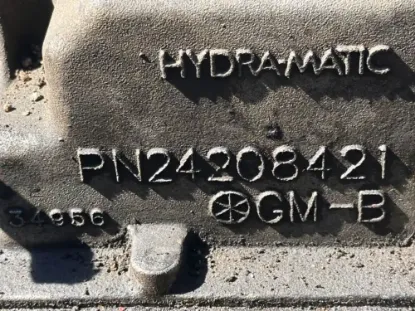 HYDRA-MATIC
PN24208421
GM-B
34956